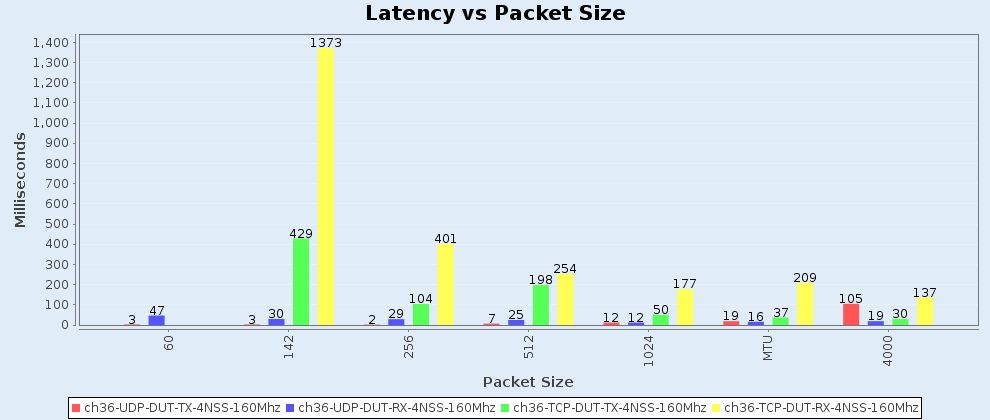 Latency vs Packet Size
Milliseconds
1,400
1,300
1,200
1,100
1,000
900
800
700
600
500
400
300
200
100
0
3 47
3 30 429 1373
2 29 104 401
7 25 198 254
12 12 50 177
19 16 37 209
105 19 30 137
60 142 256 512 1024 MTU 4000
Packet Size
ch36-UDP-DUT-TX-4NSS-160Mhz ch36-UDP-DUT-RX-4NSS-160Mhz ch36-TCP-DUT-TX-4NSS-160Mhz ch36-TCP-DUT-RX-4NSS-160Mhz